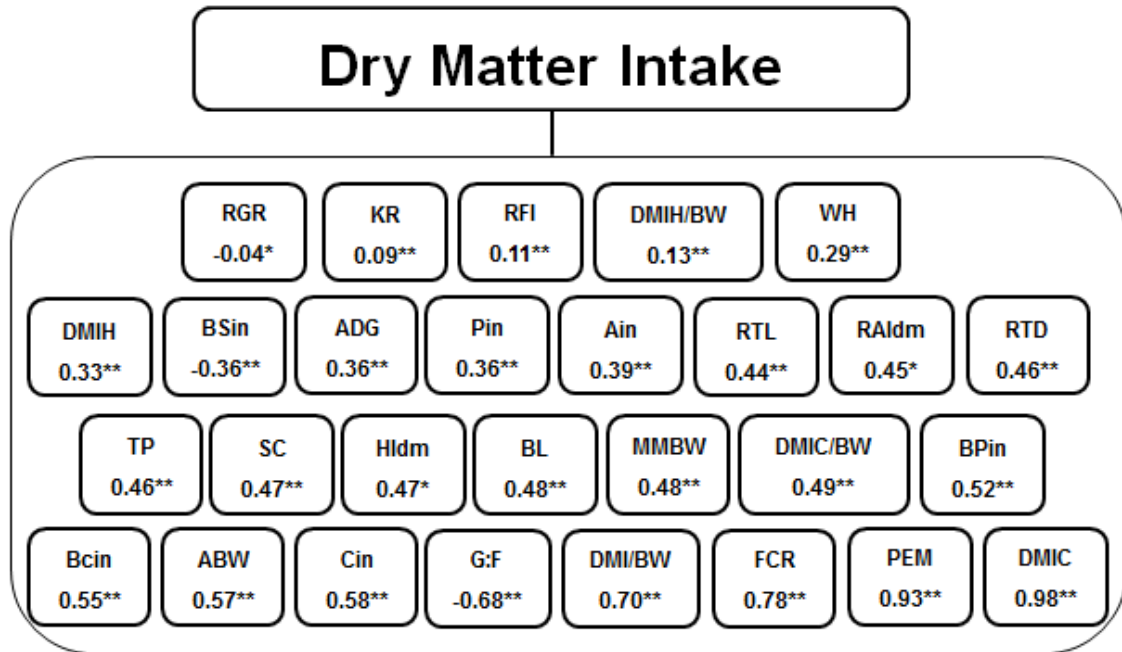 Dry Matter Intake
RGR KR RFI DMIH/BW WH
-0.04* 0.09** 0.11** 0.13** 0.29**
DMIH BSin ADG Pin Ain RTL RAIdm RTD
0.33** -0.36** 0.36** 0.36** 0.39** 0.44** 0.45* 0.46**
TP SC HIdm BL MMBW DMIC/BW BPin
0.46** 0.47** 0.47* 0.48** 0.48** 0.49** 0.52**
Bcin ABW Cin G:F DMI/BW FCR PEM DMIC
0.55** 0.57** 0.58** -0.68** 0.70** 0.78** 0.93** 0.98**